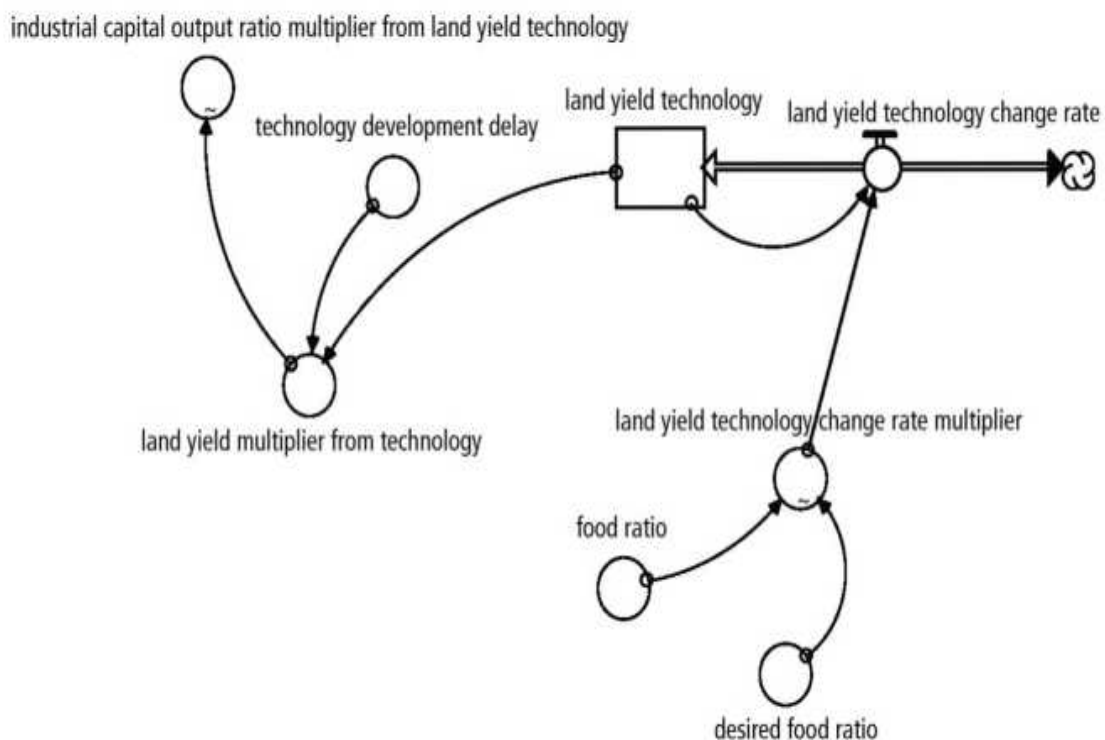 industrial capital output ratio multiplier from land yield technology
technology development delay
land yield technology
land yield technology change rate
land yield multiplier from technology
land yield technology change rate multiplier
food ratio
desired food ratio